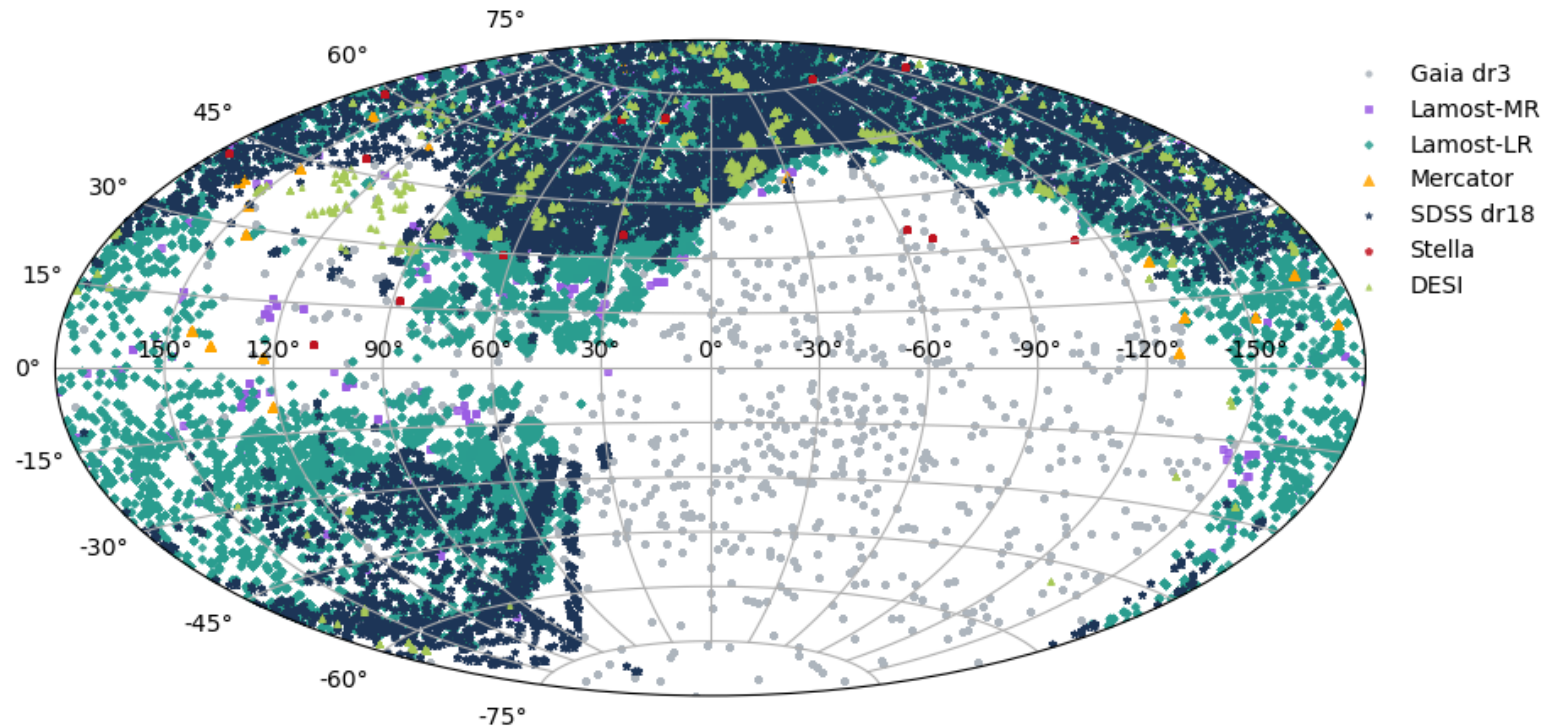 75°
60°
45°
30°
15°
0°
-15°
-30°
-45°
-60°
-75°
150° 120° 90° 60° 30° 0° -30° -60° -90° -120° -150°
Gaia dr3
Lamost-MR
Lamost-LR
Mercator
SDSS dr18
Stella
DESI